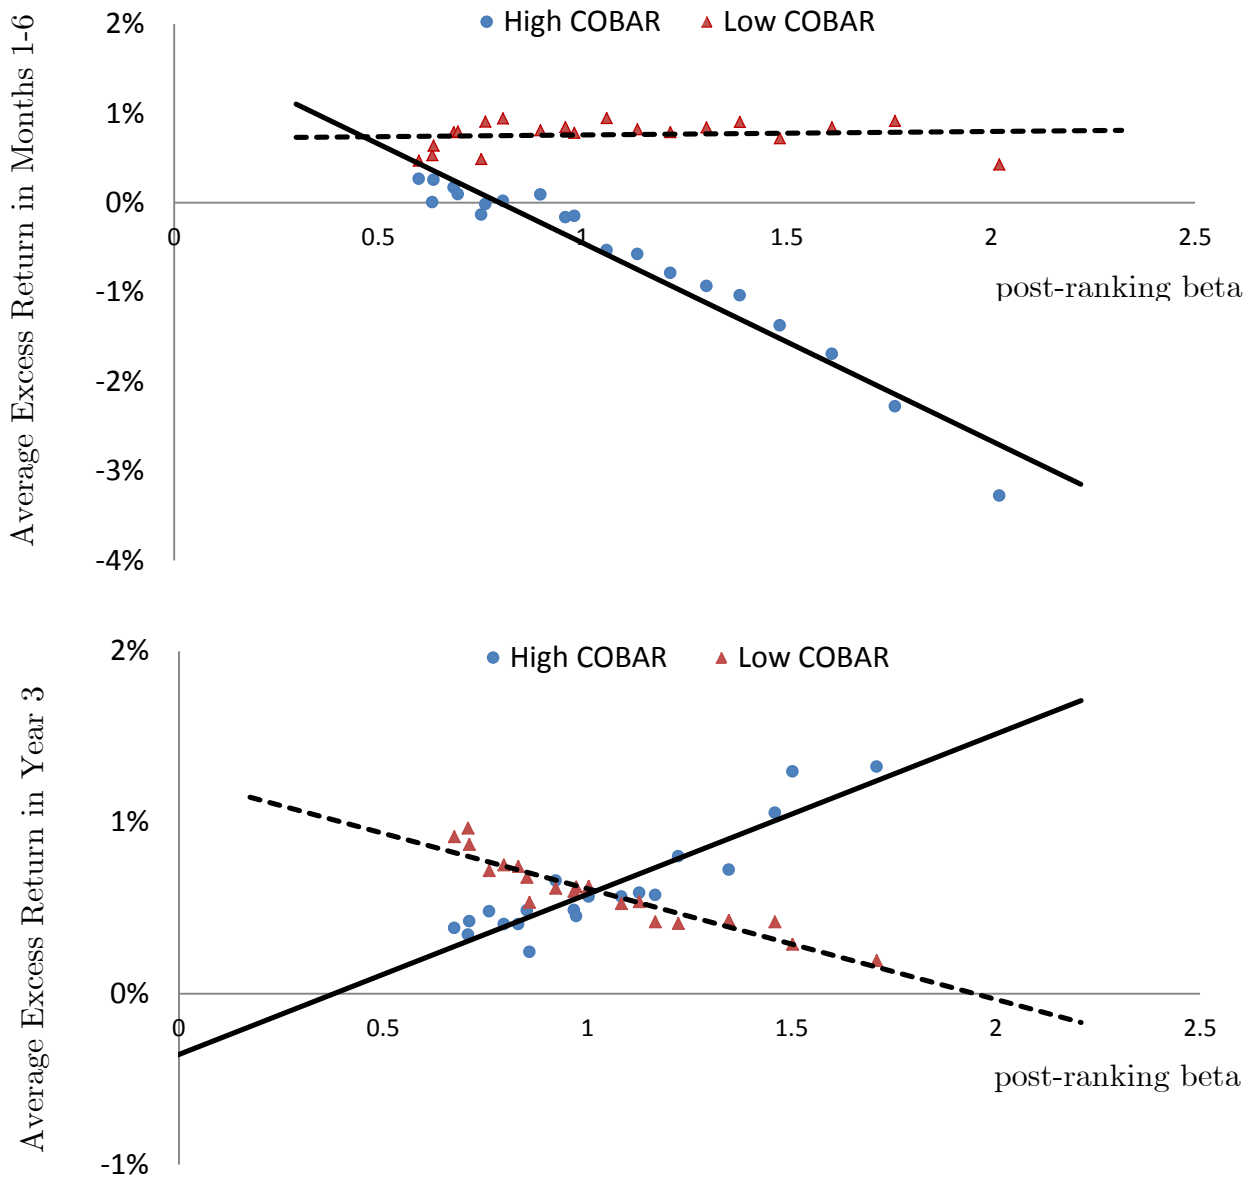 Average Excess Return in Months 1-6
2%
High COBAR
Low COBAR
1%
0%
0
0.5
1
1.5
2
2.5
post-ranking beta
-1%
-2%
-3%
-4%
Average Excess Return in Year 3
2%
High COBAR
Low COBAR
1%
0%
0
0.5
1
1.5
2
2.5
post-ranking beta
-1%